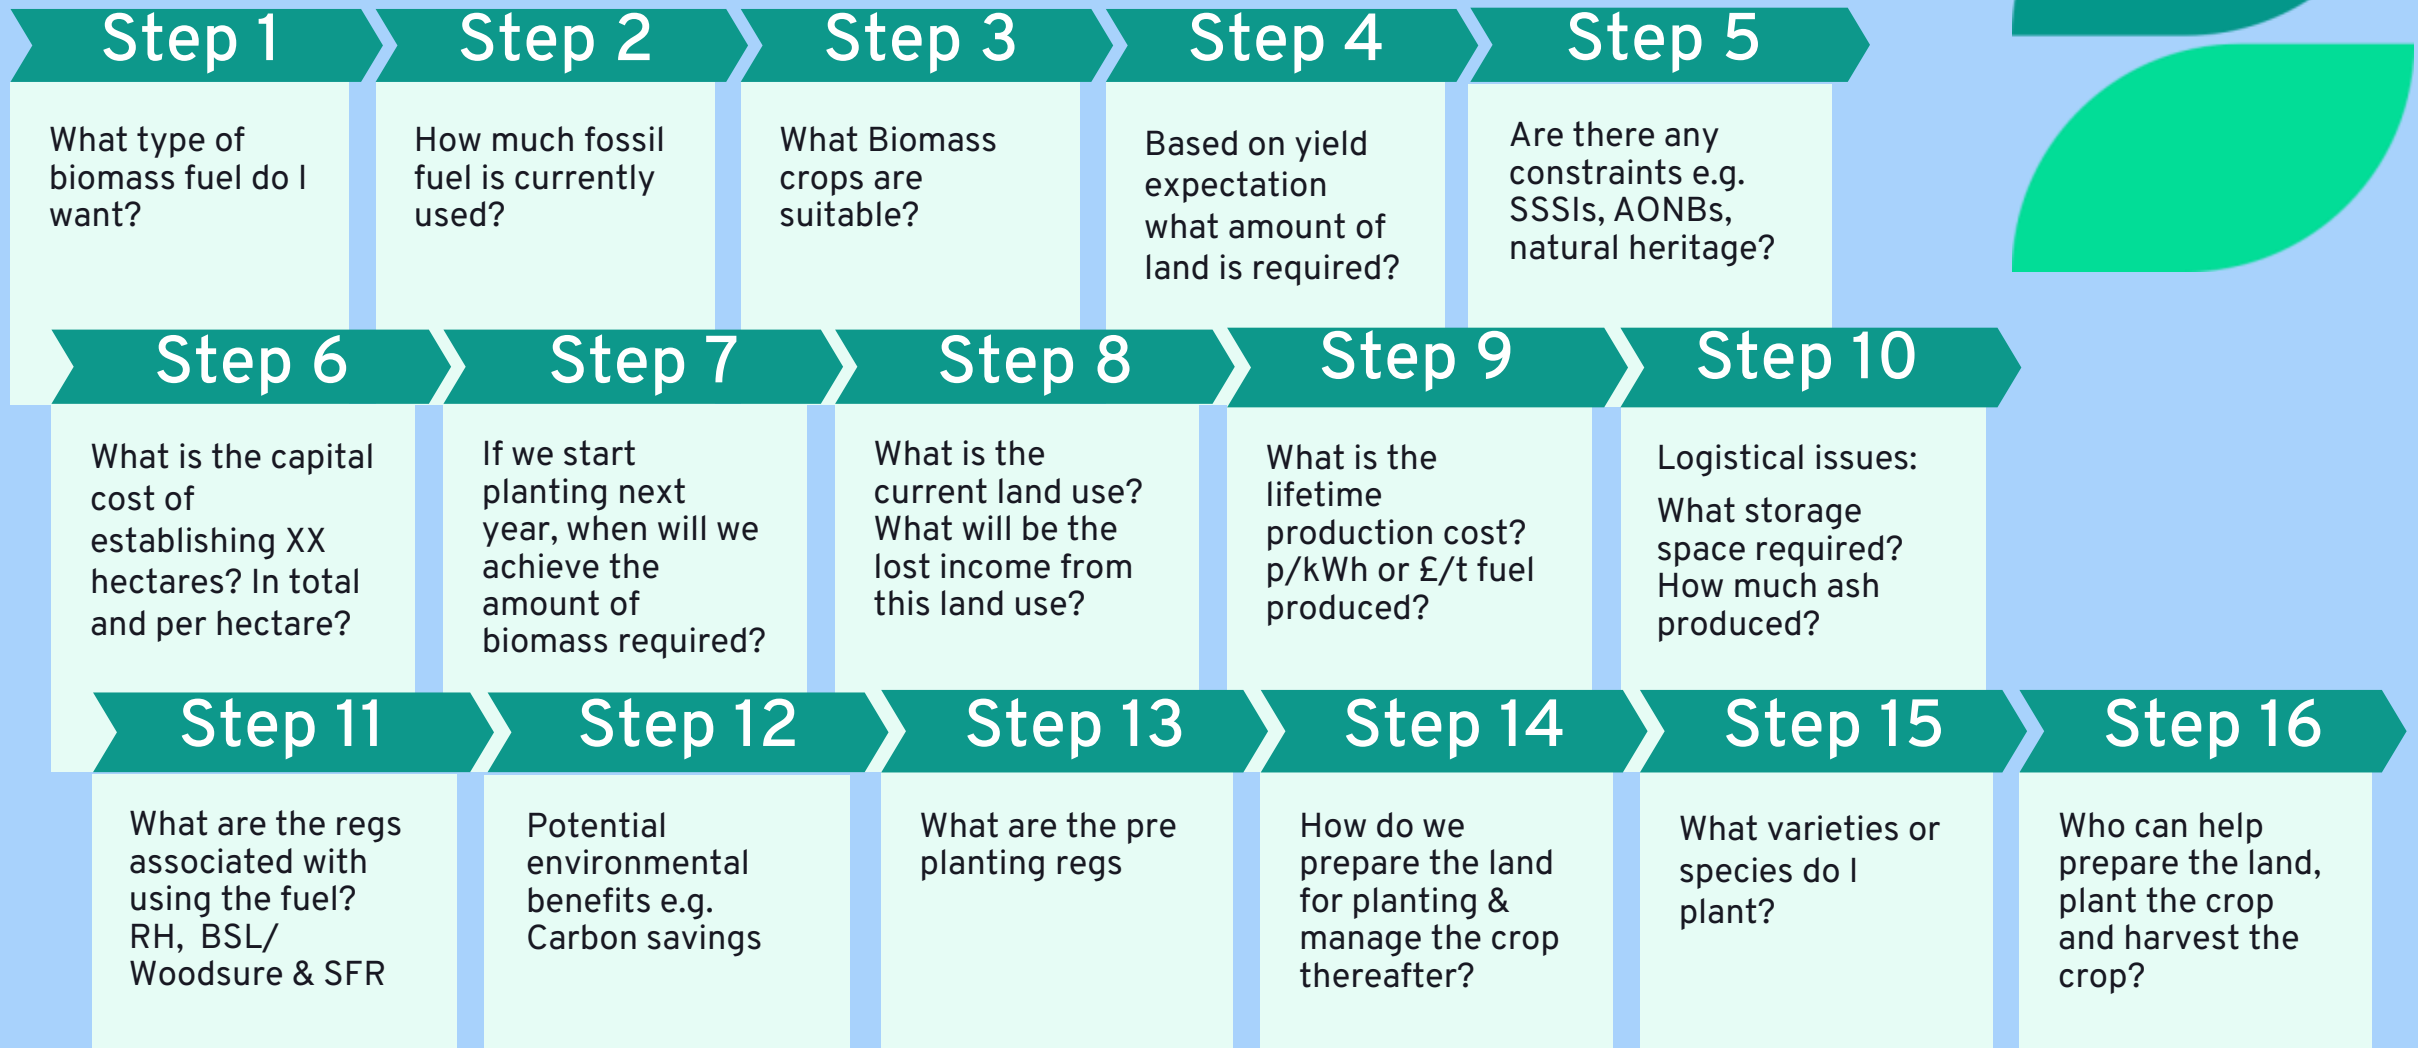 Step 1
What type of
biomass fuel do I
want?
Step 2
How much fossil
fuel is currently
used?
Step 3
What Biomass
crops are
suitable?
Step 4
Based on yield
expectation
what amount of
land is required?
Step 5
Are there any
constraints e.g.
SSSIs, AONBs,
natural heritage?
Step 6
What is the capital
cost of
establishing XX
hectares? In total
and per hectare?
Step 7
If we start
planting next
year, when will we
achieve the
amount of
biomass required?
Step 8
What is the
current land use?
What will be the
lost income from
this land use?
Step 9
What is the
lifetime
production cost?
p/kWh or £/t fuel
produced?
Step 10
Logistical issues:
What storage
space required?
How much ash
produced?
Step 11
What are the regs
associated with
using the fuel?
RH, BSL/
Woodsure & SFR
Step 12
Potential
environmental
benefits e.g.
Carbon savings
Step 13
What are the pre
planting regs
Step 14
How do we
prepare the land
for planting &
manage the crop
thereafter?
Step 15
What varieties or
species do I
plant?
Step 16
Who can help
prepare the land,
plant the crop
and harvest the
crop?